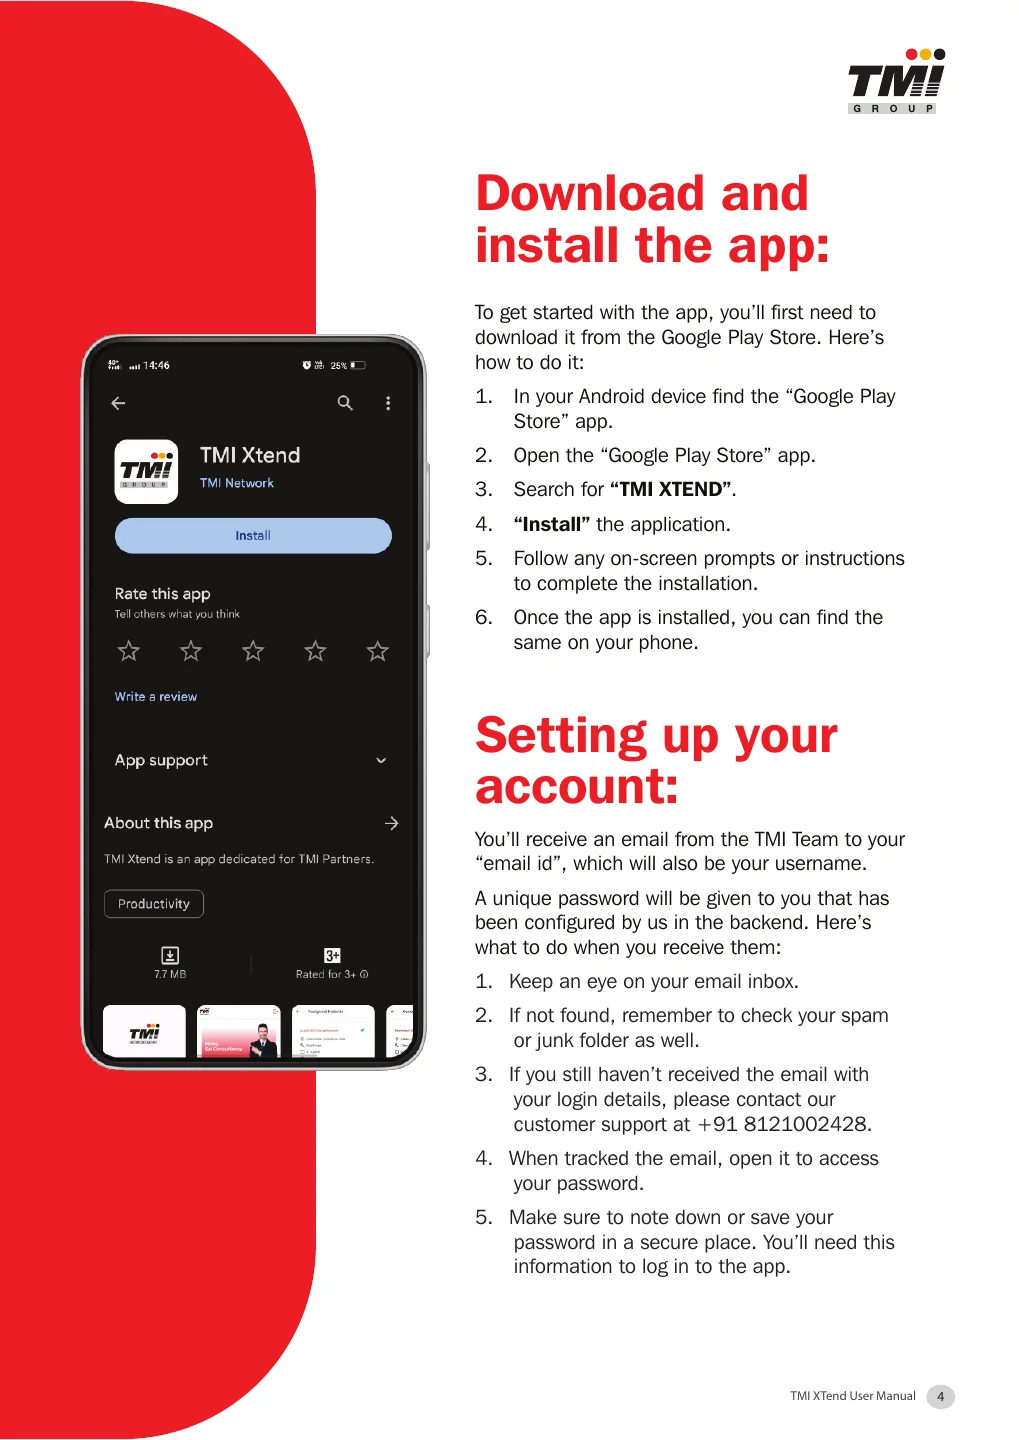 TMI
GROUP
Download and
install the app:
To get started with the app, you’ll first need to
download it from the Google Play Store. Here’s
how to do it:
1. In your Android device find the “Google Play
Store” app.
2. Open the “Google Play Store” app.
3. Search for “TMI XTEND”.
4. “Install” the application.
5. Follow any on-screen prompts or instructions
to complete the installation.
6. Once the app is installed, you can find the
same on your phone.
14:46
25%
TMI
GROUP
TMI Xtend
TMI Network
Install
Rate this app
Tell others what you think
Write a review
App support
About this app
TMI Xtend is an app dedicated for TMI Partners.
Productivity
3+
7.7 MB
Rated for 3+
TMI
GROUP
Sai Consultancy
Setting up your
account:
You’ll receive an email from the TMI Team to your
“email id”, which will also be your username.
A unique password will be given to you that has
been configured by us in the backend. Here’s
what to do when you receive them:
1. Keep an eye on your email inbox.
2. If not found, remember to check your spam
or junk folder as well.
3. If you still haven’t received the email with
your login details, please contact our
customer support at +91 8121002428.
4. When tracked the email, open it to access
your password.
5. Make sure to note down or save your
password in a secure place. You’ll need this
information to log in to the app.
TMI XTend User Manual 4